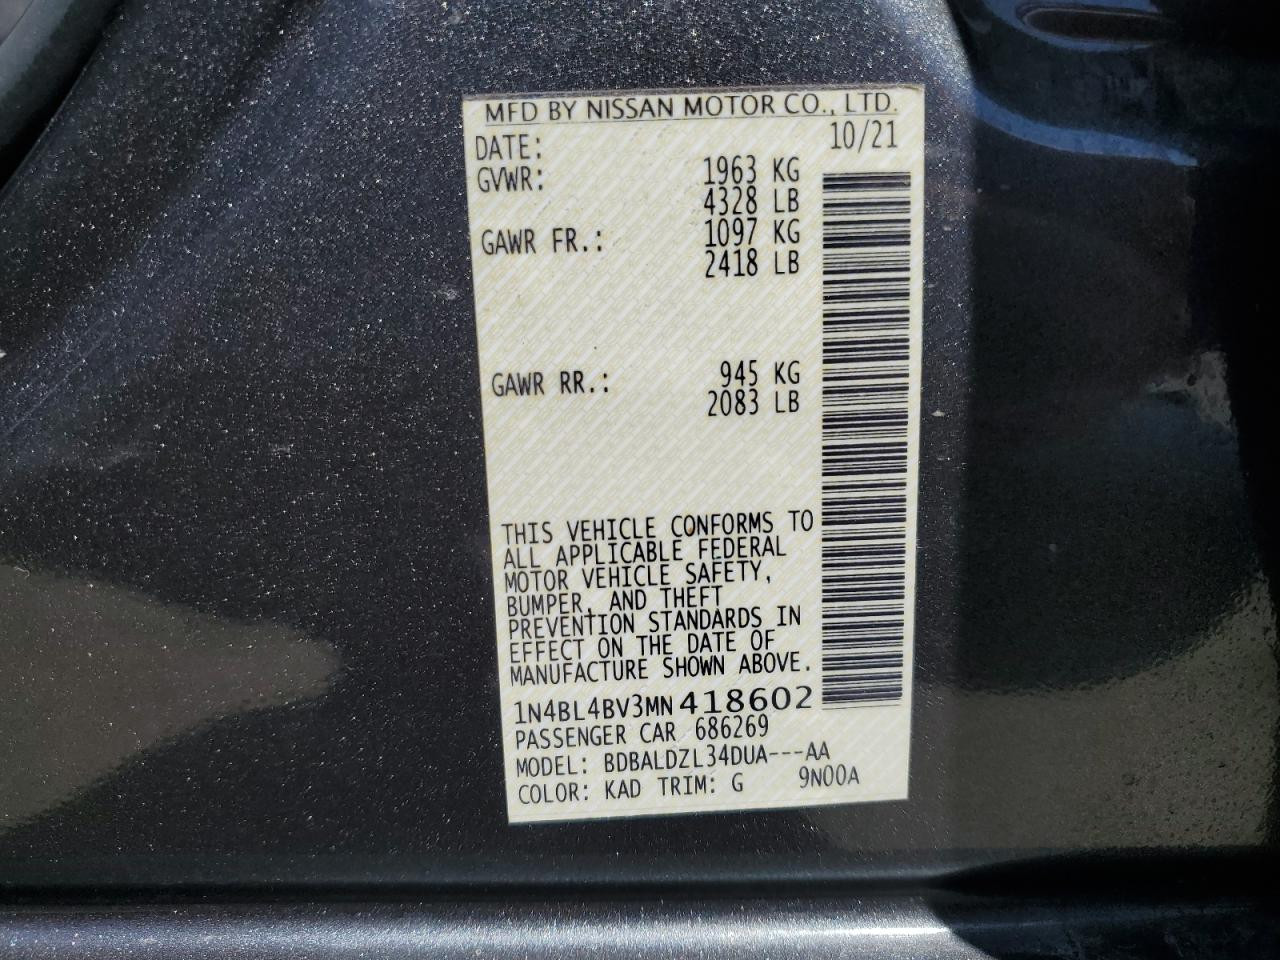 MFD BY NISSAN MOTOR CO., LTD.
DATE: 10/21
GVWR: 1963 KG
4328 LB
GAWR FR.: 1097 KG
2418 LB
GAWR RR.: 945 KG
2083 LB
THIS VEHICLE CONFORMS TO
ALL APPLICABLE FEDERAL
MOTOR VEHICLE SAFETY,
BUMPER, AND THEFT
PREVENTION STANDARDS IN
EFFECT ON THE DATE OF
MANUFACTURE SHOWN ABOVE.
1N4BL4BV3MN418602
PASSENGER CAR 686269
MODEL: BDBALDZL34DUA---AA
COLOR: KAD TRIM: G 9N00A